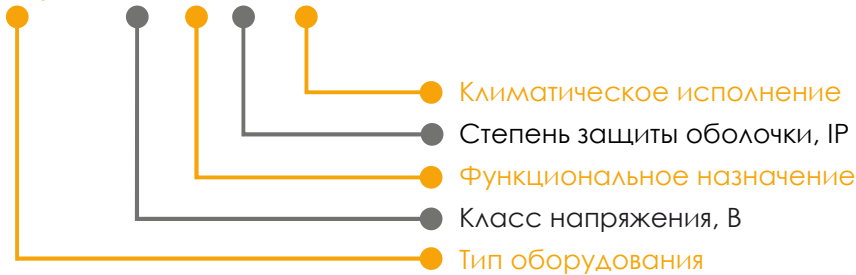 Климатическое исполнение
Степень защиты оболочки, IP
Функциональное назначение
Класс напряжения, В
Тип оборудования